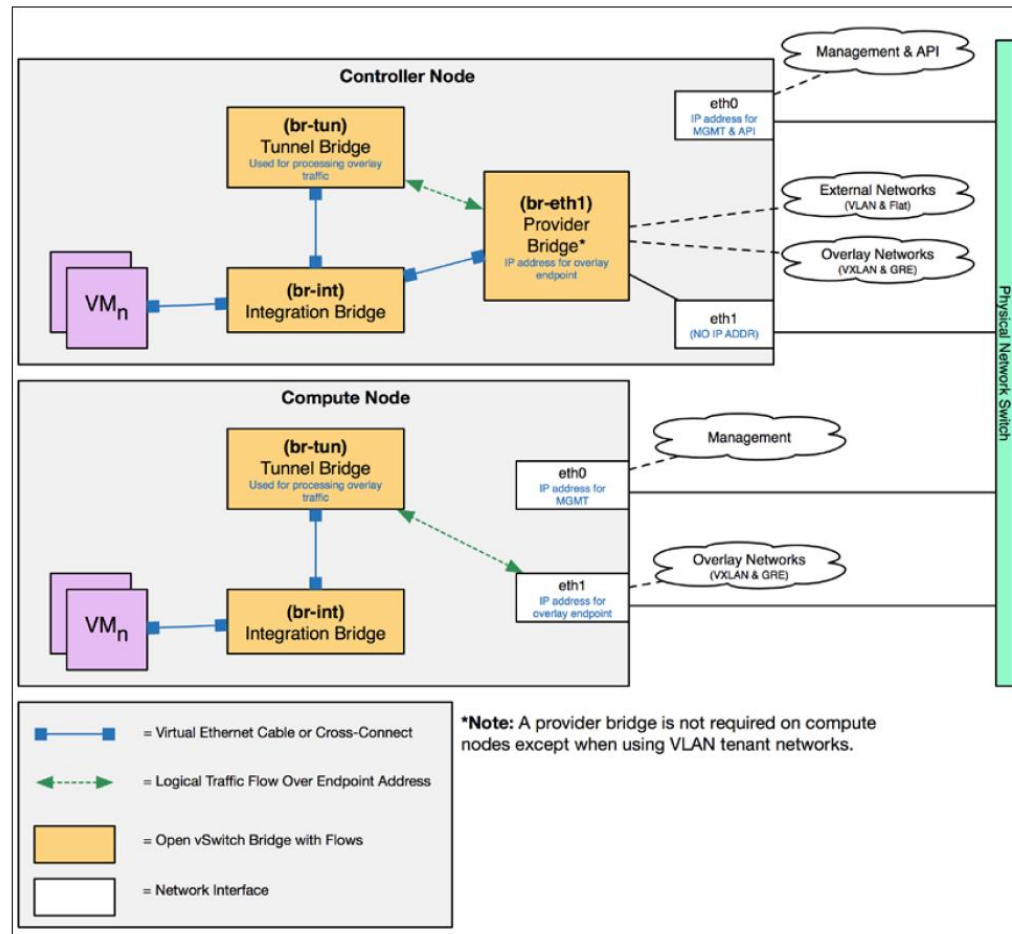 Controller Node
(br-tun)
Tunnel Bridge
Used for processing overlay
traffic
(br-eth1)
Provider
Bridge*
IP address for overlay
endpoint
(br-int)
Integration Bridge
VMn
eth0
IP address for
MGMT & API
eth1
(NO IP ADDR)
Management & API
External Networks
(VLAN & Flat)
Overlay Networks
(VXLAN & GRE)
Physical Network Switch
Compute Node
(br-tun)
Tunnel Bridge
Used for processing overlay
traffic
(br-int)
Integration Bridge
VMn
eth0
IP address for
MGMT
eth1
IP address for
overlay endpoint
Management
Overlay Networks
(VXLAN & GRE)
= Virtual Ethernet Cable or Cross-Connect
= Logical Traffic Flow Over Endpoint Address
= Open vSwitch Bridge with Flows
= Network Interface
*Note: A provider bridge is not required on compute
nodes except when using VLAN tenant networks.